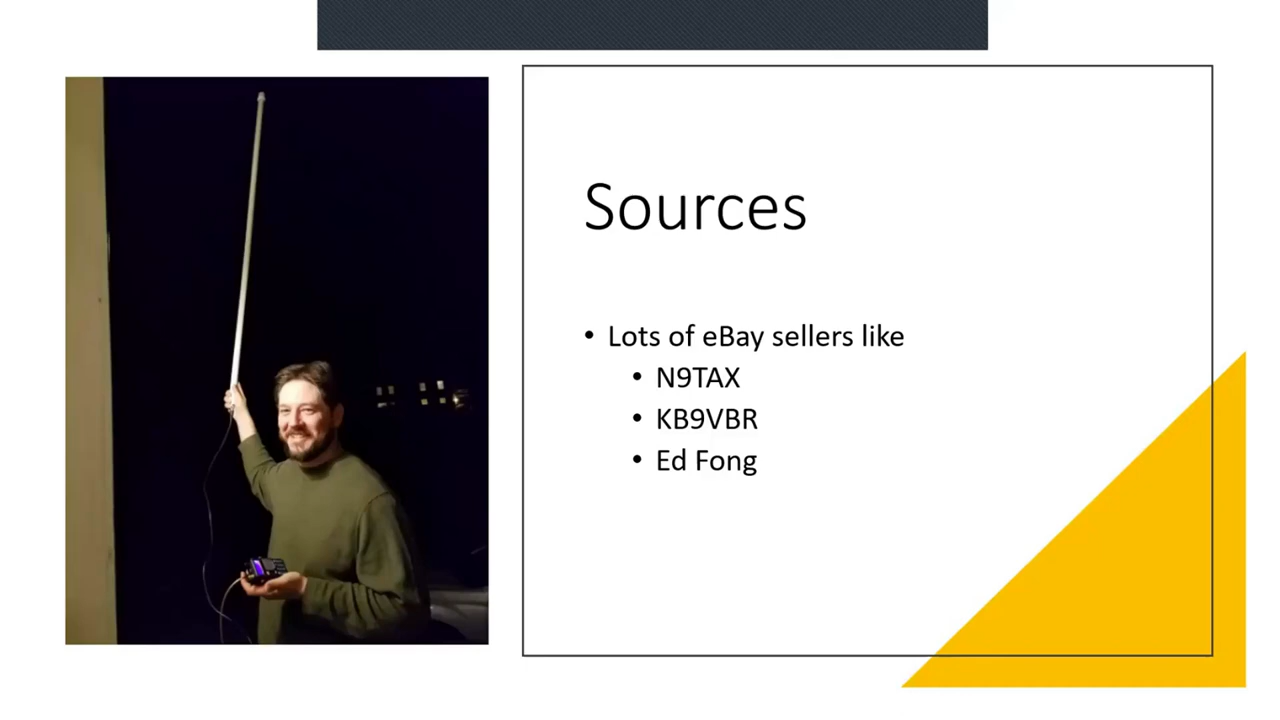 Sources
• Lots of eBay sellers like
• N9TAX
• KB9VBR
• Ed Fong